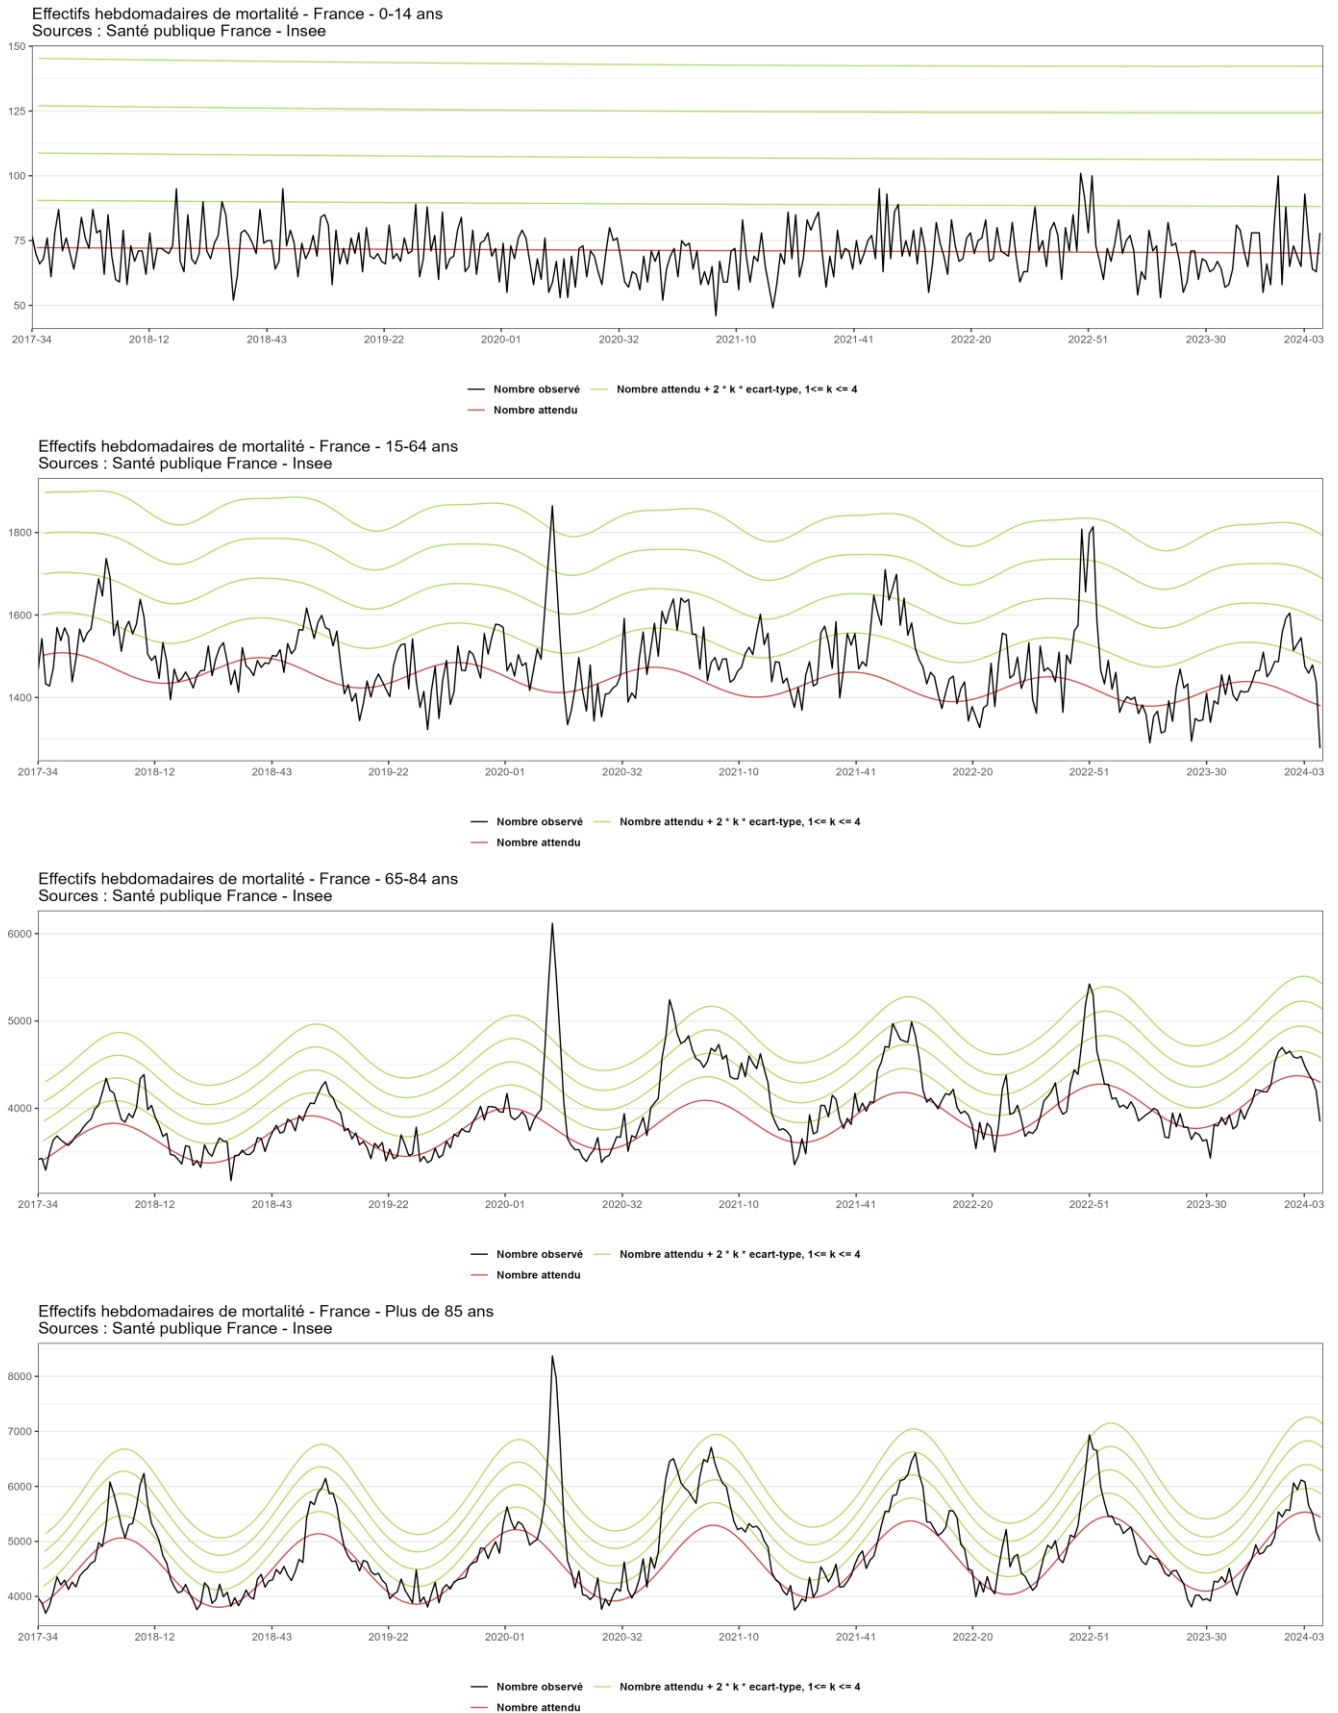 Effectifs hebdomadaires de mortalité - France - 0-14 ans
Sources : Santé publique France - Insee
150
125
100
75
50
2017-34 2018-12 2018-43 2019-22 2020-01 2020-32 2021-10 2021-41 2022-20 2022-51 2023-30 2024-03
Nombre observé Nombre attendu + 2 * k * ecart-type, 1<= k <= 4
Nombre attendu
Effectifs hebdomadaires de mortalité - France - 15-64 ans
Sources : Santé publique France - Insee
1800
1600
1400
2017-34 2018-12 2018-43 2019-22 2020-01 2020-32 2021-10 2021-41 2022-20 2022-51 2023-30 2024-03
Nombre observé Nombre attendu + 2 * k * ecart-type, 1<= k <= 4
Nombre attendu
Effectifs hebdomadaires de mortalité - France - 65-84 ans
Sources : Santé publique France - Insee
6000
5000
4000
2017-34 2018-12 2018-43 2019-22 2020-01 2020-32 2021-10 2021-41 2022-20 2022-51 2023-30 2024-03
Nombre observé Nombre attendu + 2 * k * ecart-type, 1<= k <= 4
Nombre attendu
Effectifs hebdomadaires de mortalité - France - Plus de 85 ans
Sources : Santé publique France - Insee
8000
7000
6000
5000
4000
2017-34 2018-12 2018-43 2019-22 2020-01 2020-32 2021-10 2021-41 2022-20 2022-51 2023-30 2024-03
Nombre observé Nombre attendu + 2 * k * ecart-type, 1<= k <= 4
Nombre attendu